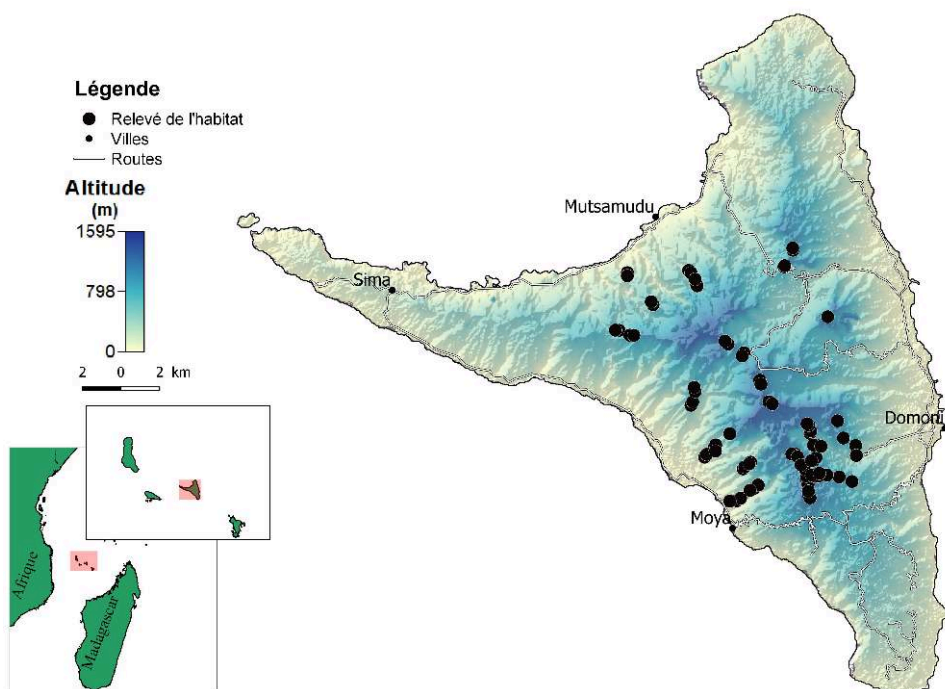 Légende
Relevé de l'habitat
Villes
Routes
Altitude
(m)
1595
798
0
2 0 2 km
Mutsamudu
Sima
Domoni
Moya
Afrique
Madagascar